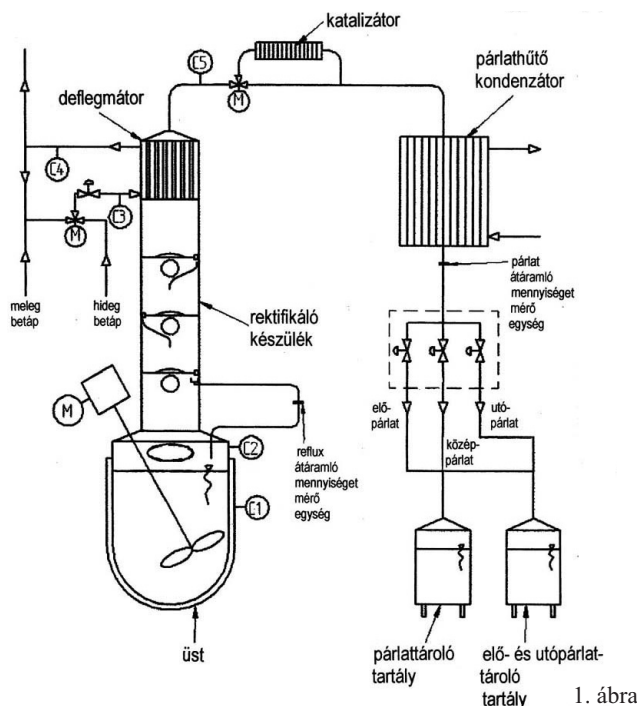 katalizátor
C5
M
deflegmátor
párlathűtő
kondenzátor
C4
C3
M
meleg
betáp
hideg
betáp
rektifikáló
készülék
párlat
átáramló
mennyiséget
mérő
egység
M
elő-
párlat
utó-
párlat
közép-
párlat
C2
reflux
átáramló
mennyiséget
mérő
egység
C1
üst
párlattároló
tartály
elő- és utópárlat-
tároló
tartály
1. ábra